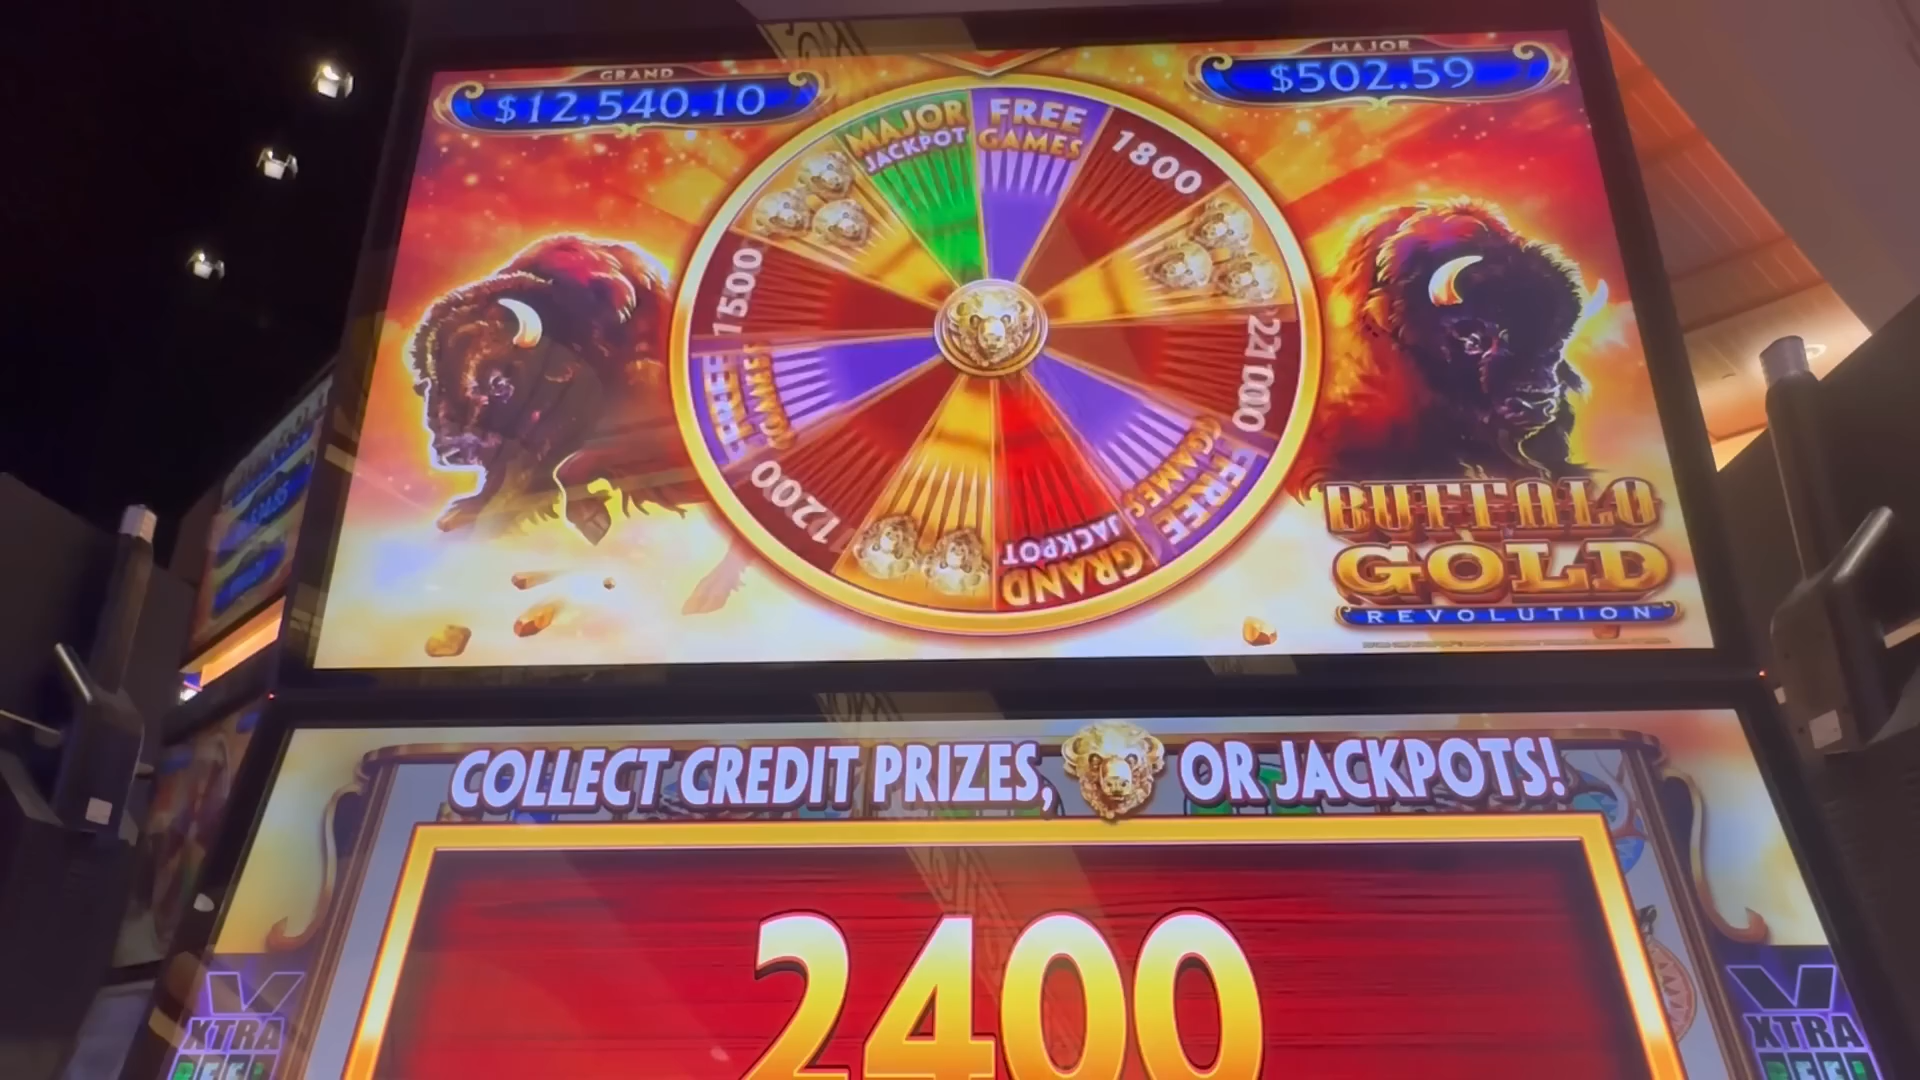 GRAND
$12,540.10
MAJOR
$502.59
MAJOR
JACKPOT
FREE
GAMES
1800
FREE
GAMES
GRAND
JACKPOT
1200
FREE
GAMES
1500
BUFFALO
GOLD
REVOLUTION
COLLECT CREDIT PRIZES, OR JACKPOTS!
2400
XTRA
XTRA